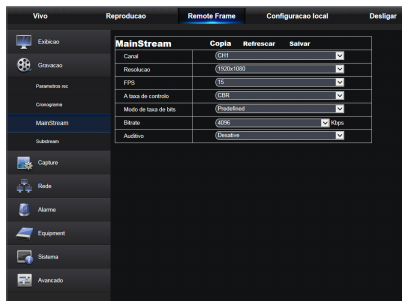 Vivo Reproducao Remote Frame Configuracao local Desligar
Exibicao
Gravacao
Parametros rec
Cronograma
MainStream
Substream
Capture
Rede
Alarme
Equipment
Sistema
Avancado
MainStream Copia Refrescar Salvar
Canal CH1
Resolucao 1920x1080
FPS 15
A taxa de controlo CBR
Modo de taxa de bits Predefined
Bitrate 4096 Kbps
Auditivo Desative